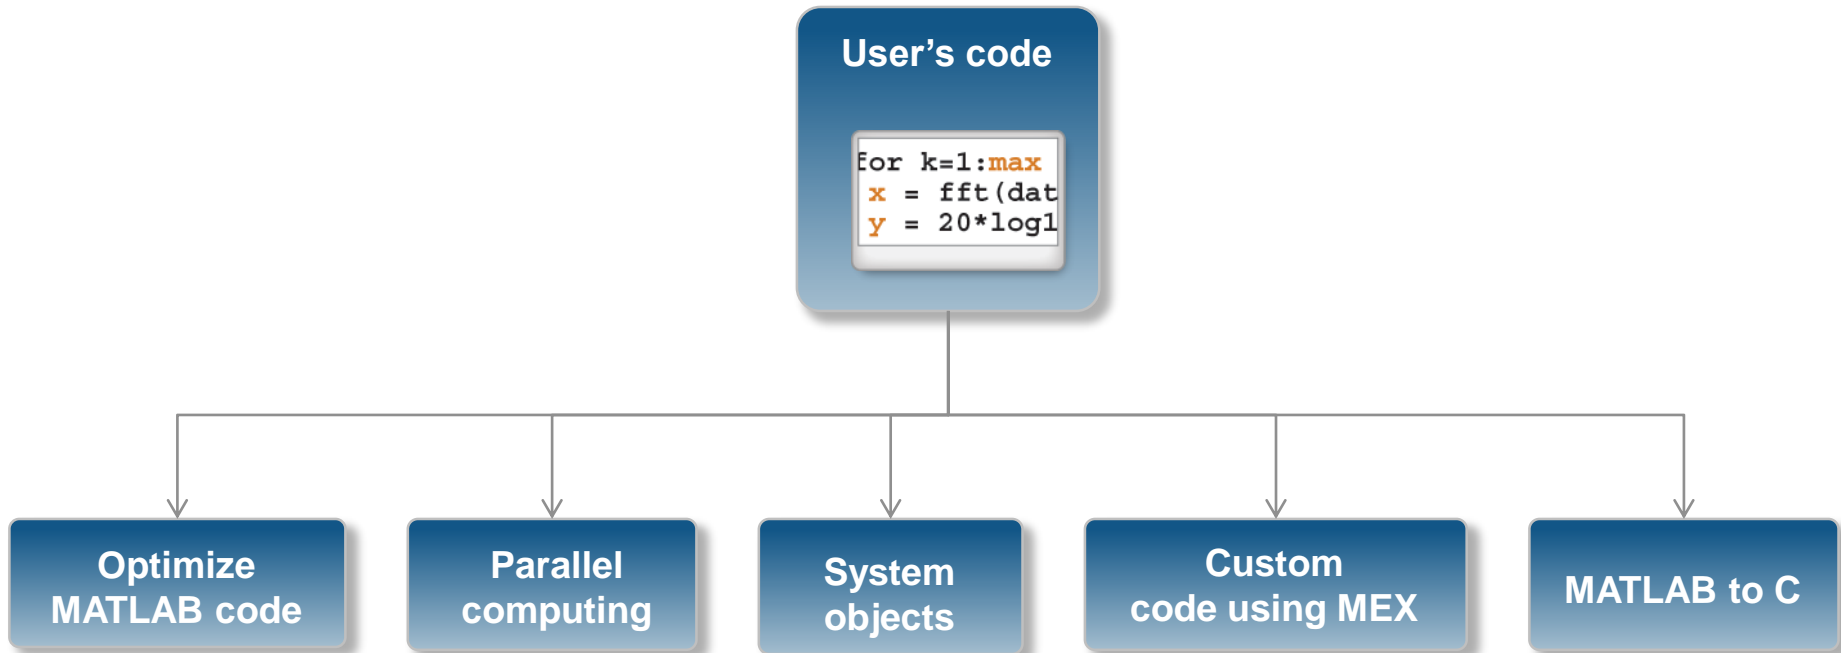 User’s code
for k=1:max
x = fft(dat
y = 20*log1
Optimize
MATLAB code
Parallel
computing
System
objects
Custom
code using MEX
MATLAB to C